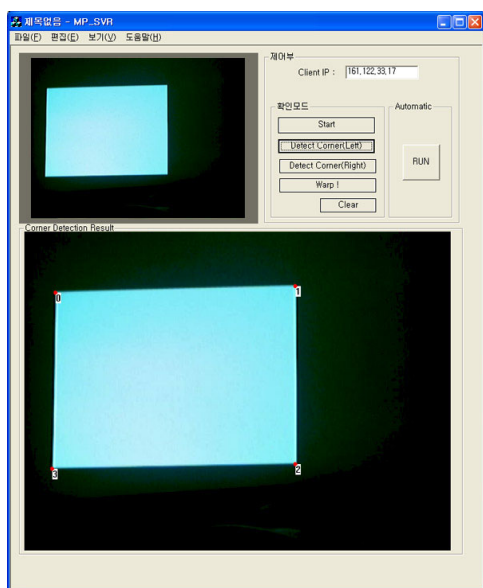 제목없음 - MP_SVR
파일(F) 편집(E) 보기(V) 도움말(H)
제어부
Client IP : 161,122,33,17
확인모드
Automatic
Start
Detect Corner(Left)
Detect Corner(Right)
RUN
Warp !
Clear
Corner Detection Result
0
1
2
3